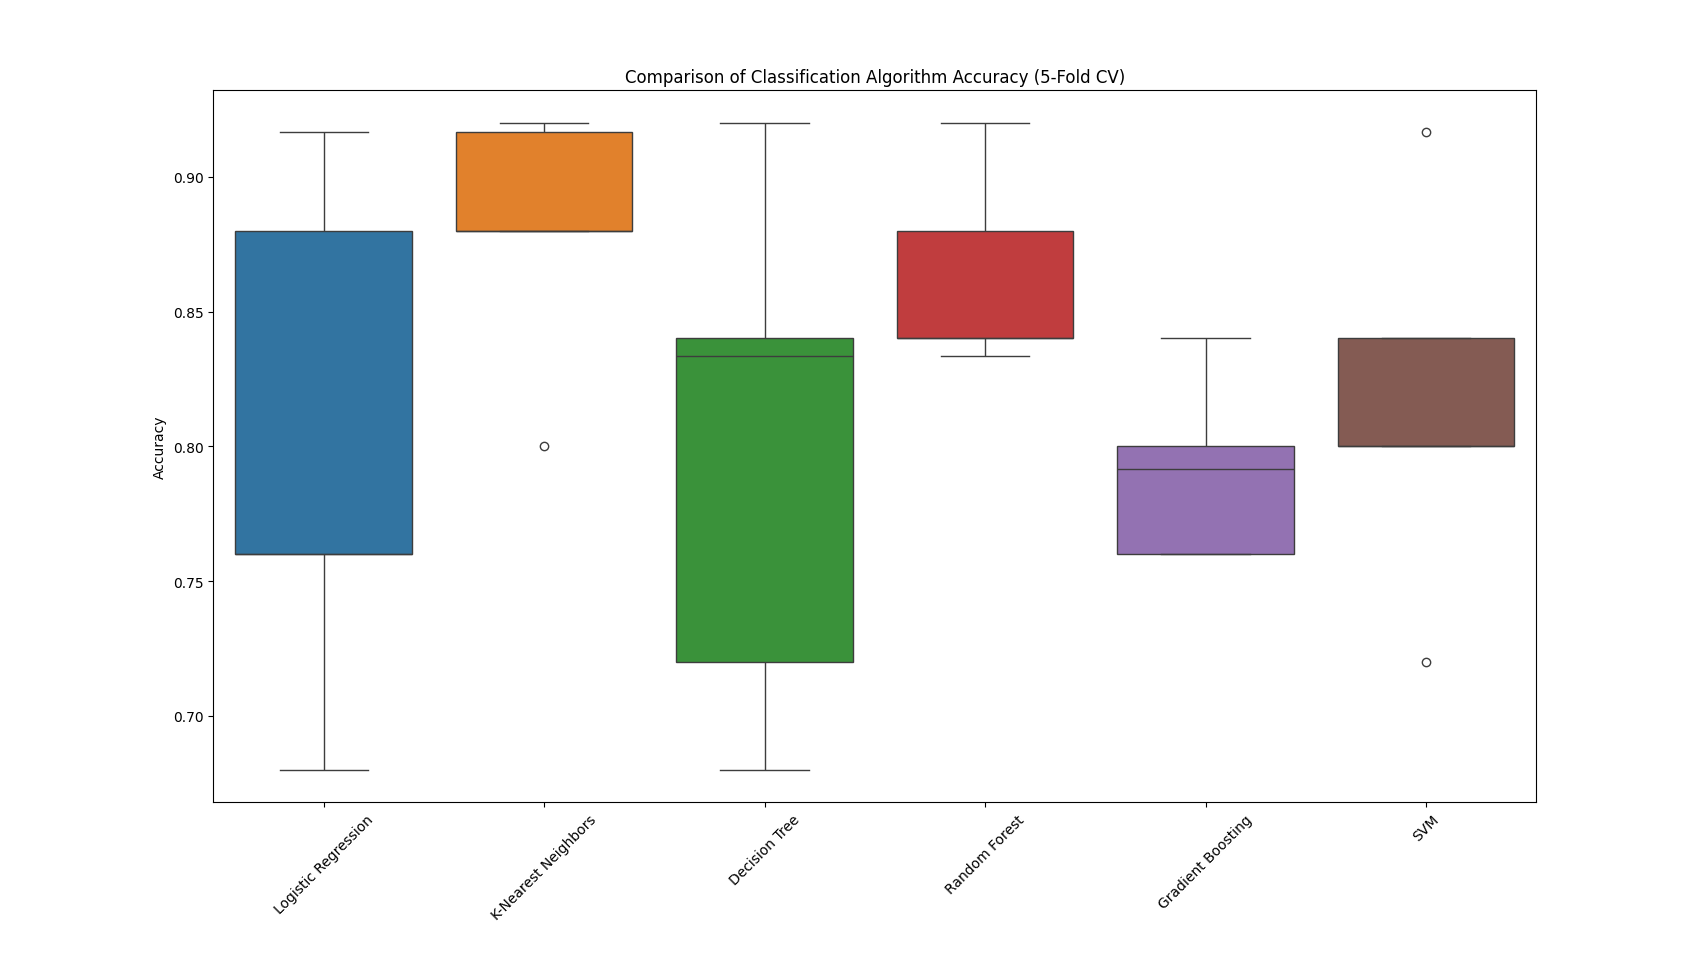 Comparison of Classification Algorithm Accuracy (5-Fold CV)
Accuracy
0.90
0.85
0.80
0.75
0.70
Logistic Regression
K-Nearest Neighbors
Decision Tree
Random Forest
Gradient Boosting
SVM